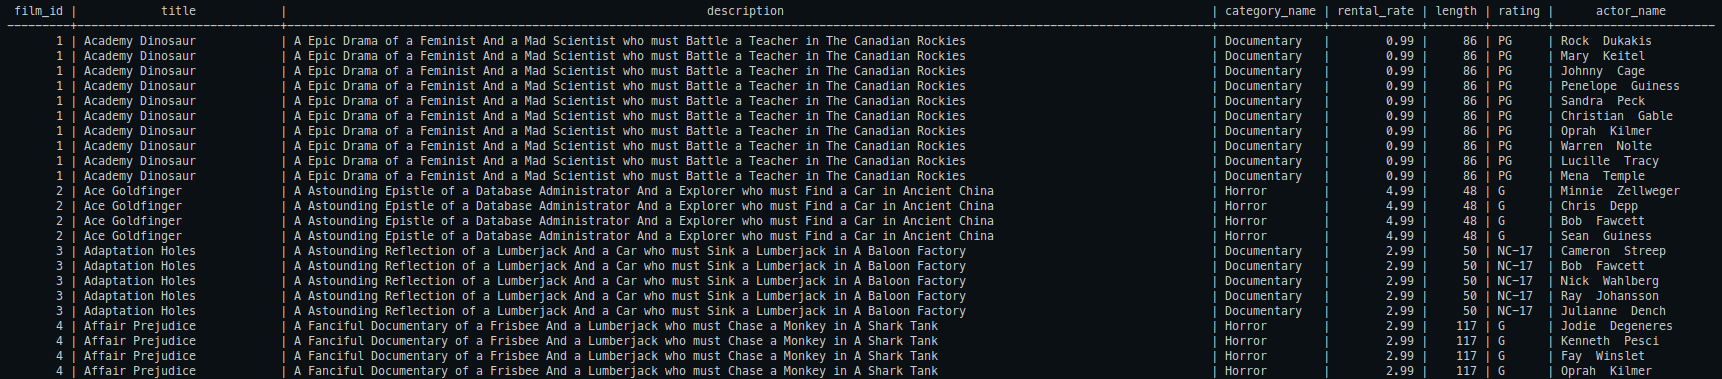 film_id | title | description | category_name | rental_rate | length | rating | actor_name
1 | Academy Dinosaur | A Epic Drama of a Feminist And a Mad Scientist who must Battle a Teacher in The Canadian Rockies | Documentary | 0.99 | 86 | PG | Rock  Dukakis
1 | Academy Dinosaur | A Epic Drama of a Feminist And a Mad Scientist who must Battle a Teacher in The Canadian Rockies | Documentary | 0.99 | 86 | PG | Mary  Keitel
1 | Academy Dinosaur | A Epic Drama of a Feminist And a Mad Scientist who must Battle a Teacher in The Canadian Rockies | Documentary | 0.99 | 86 | PG | Johnny  Cage
1 | Academy Dinosaur | A Epic Drama of a Feminist And a Mad Scientist who must Battle a Teacher in The Canadian Rockies | Documentary | 0.99 | 86 | PG | Penelope  Guiness
1 | Academy Dinosaur | A Epic Drama of a Feminist And a Mad Scientist who must Battle a Teacher in The Canadian Rockies | Documentary | 0.99 | 86 | PG | Sandra  Peck
1 | Academy Dinosaur | A Epic Drama of a Feminist And a Mad Scientist who must Battle a Teacher in The Canadian Rockies | Documentary | 0.99 | 86 | PG | Christian  Gable
1 | Academy Dinosaur | A Epic Drama of a Feminist And a Mad Scientist who must Battle a Teacher in The Canadian Rockies | Documentary | 0.99 | 86 | PG | Oprah  Kilmer
1 | Academy Dinosaur | A Epic Drama of a Feminist And a Mad Scientist who must Battle a Teacher in The Canadian Rockies | Documentary | 0.99 | 86 | PG | Warren  Nolte
1 | Academy Dinosaur | A Epic Drama of a Feminist And a Mad Scientist who must Battle a Teacher in The Canadian Rockies | Documentary | 0.99 | 86 | PG | Lucille  Tracy
1 | Academy Dinosaur | A Epic Drama of a Feminist And a Mad Scientist who must Battle a Teacher in The Canadian Rockies | Documentary | 0.99 | 86 | PG | Mena  Temple
2 | Ace Goldfinger | A Astounding Epistle of a Database Administrator And a Explorer who must Find a Car in Ancient China | Horror | 4.99 | 48 | G | Minnie  Zellweger
2 | Ace Goldfinger | A Astounding Epistle of a Database Administrator And a Explorer who must Find a Car in Ancient China | Horror | 4.99 | 48 | G | Chris  Depp
2 | Ace Goldfinger | A Astounding Epistle of a Database Administrator And a Explorer who must Find a Car in Ancient China | Horror | 4.99 | 48 | G | Bob  Fawcett
2 | Ace Goldfinger | A Astounding Epistle of a Database Administrator And a Explorer who must Find a Car in Ancient China | Horror | 4.99 | 48 | G | Sean  Guiness
3 | Adaptation Holes | A Astounding Reflection of a Lumberjack And a Car who must Sink a Lumberjack in A Baloon Factory | Documentary | 2.99 | 50 | NC-17 | Cameron  Streep
3 | Adaptation Holes | A Astounding Reflection of a Lumberjack And a Car who must Sink a Lumberjack in A Baloon Factory | Documentary | 2.99 | 50 | NC-17 | Bob  Fawcett
3 | Adaptation Holes | A Astounding Reflection of a Lumberjack And a Car who must Sink a Lumberjack in A Baloon Factory | Documentary | 2.99 | 50 | NC-17 | Nick  Wahlberg
3 | Adaptation Holes | A Astounding Reflection of a Lumberjack And a Car who must Sink a Lumberjack in A Baloon Factory | Documentary | 2.99 | 50 | NC-17 | Ray  Johansson
3 | Adaptation Holes | A Astounding Reflection of a Lumberjack And a Car who must Sink a Lumberjack in A Baloon Factory | Documentary | 2.99 | 50 | NC-17 | Julianne  Dench
4 | Affair Prejudice | A Fanciful Documentary of a Frisbee And a Lumberjack who must Chase a Monkey in A Shark Tank | Horror | 2.99 | 117 | G | Jodie  Degeneres
4 | Affair Prejudice | A Fanciful Documentary of a Frisbee And a Lumberjack who must Chase a Monkey in A Shark Tank | Horror | 2.99 | 117 | G | Kenneth  Pesci
4 | Affair Prejudice | A Fanciful Documentary of a Frisbee And a Lumberjack who must Chase a Monkey in A Shark Tank | Horror | 2.99 | 117 | G | Fay  Winslet
4 | Affair Prejudice | A Fanciful Documentary of a Frisbee And a Lumberjack who must Chase a Monkey in A Shark Tank | Horror | 2.99 | 117 | G | Oprah  Kilmer